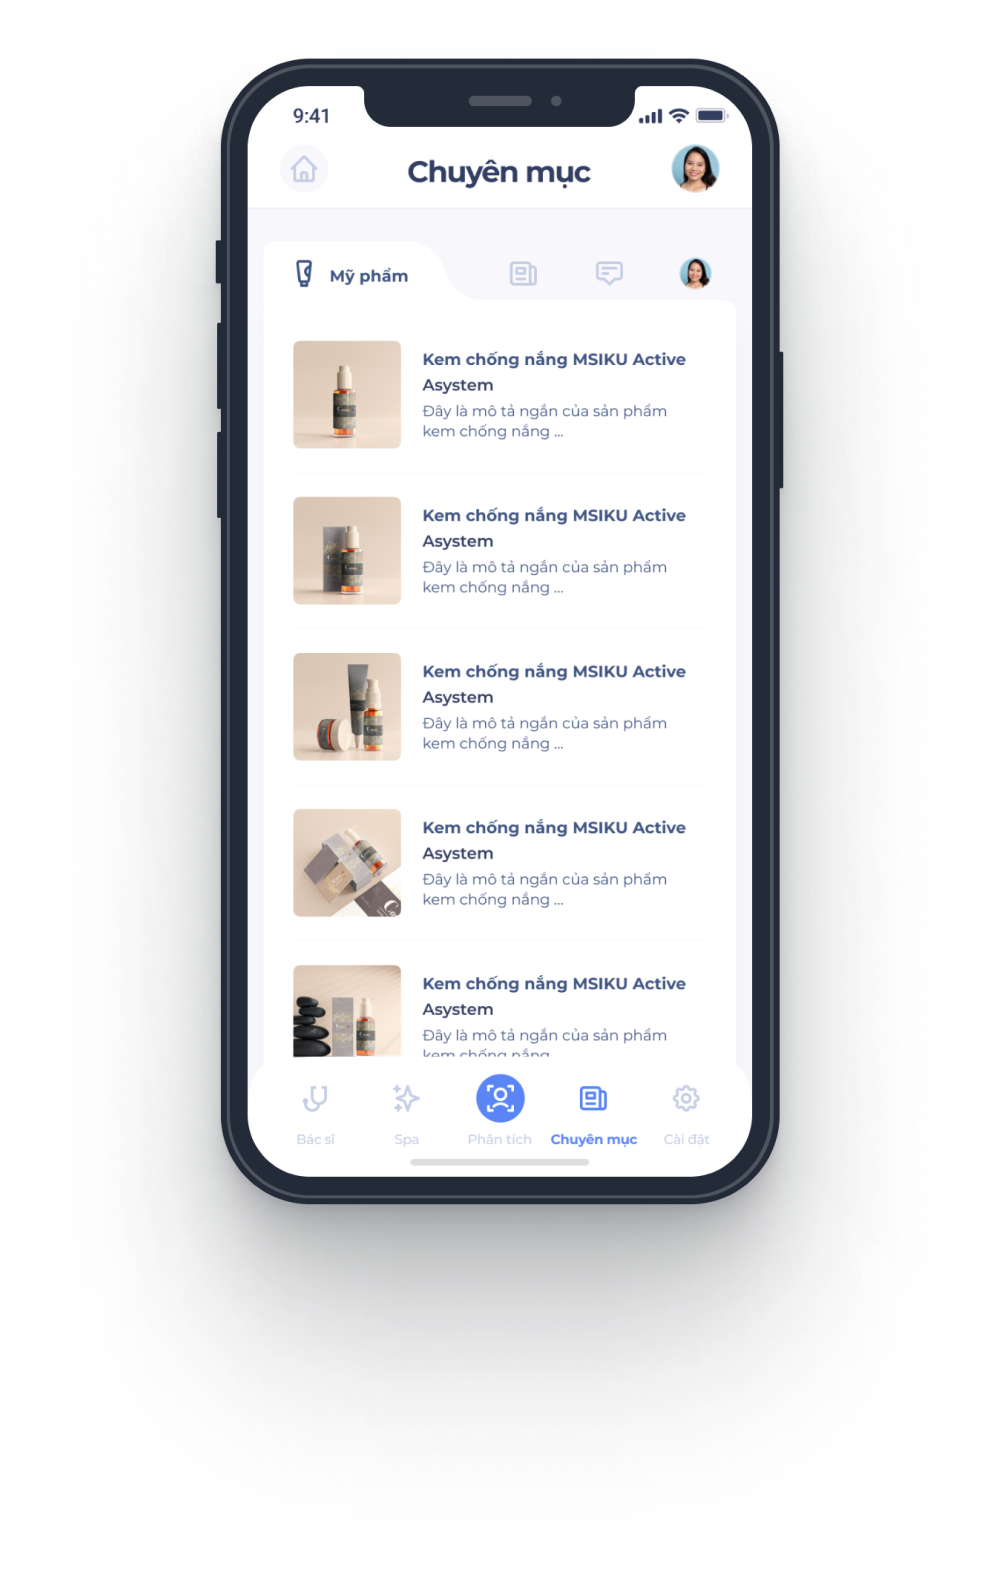 9:41
Chuyên mục
Mỹ phẩm
Kem chống nắng MSIKU Active
Asystem
Đây là mô tả ngắn của sản phẩm
kem chống nắng ...
Kem chống nắng MSIKU Active
Asystem
Đây là mô tả ngắn của sản phẩm
kem chống nắng ...
Kem chống nắng MSIKU Active
Asystem
Đây là mô tả ngắn của sản phẩm
kem chống nắng ...
Kem chống nắng MSIKU Active
Asystem
Đây là mô tả ngắn của sản phẩm
kem chống nắng ...
Kem chống nắng MSIKU Active
Asystem
Đây là mô tả ngắn của sản phẩm
kem chống nắng
Bác sĩ
Spa
Phân tích
Chuyên mục
Cài đặt